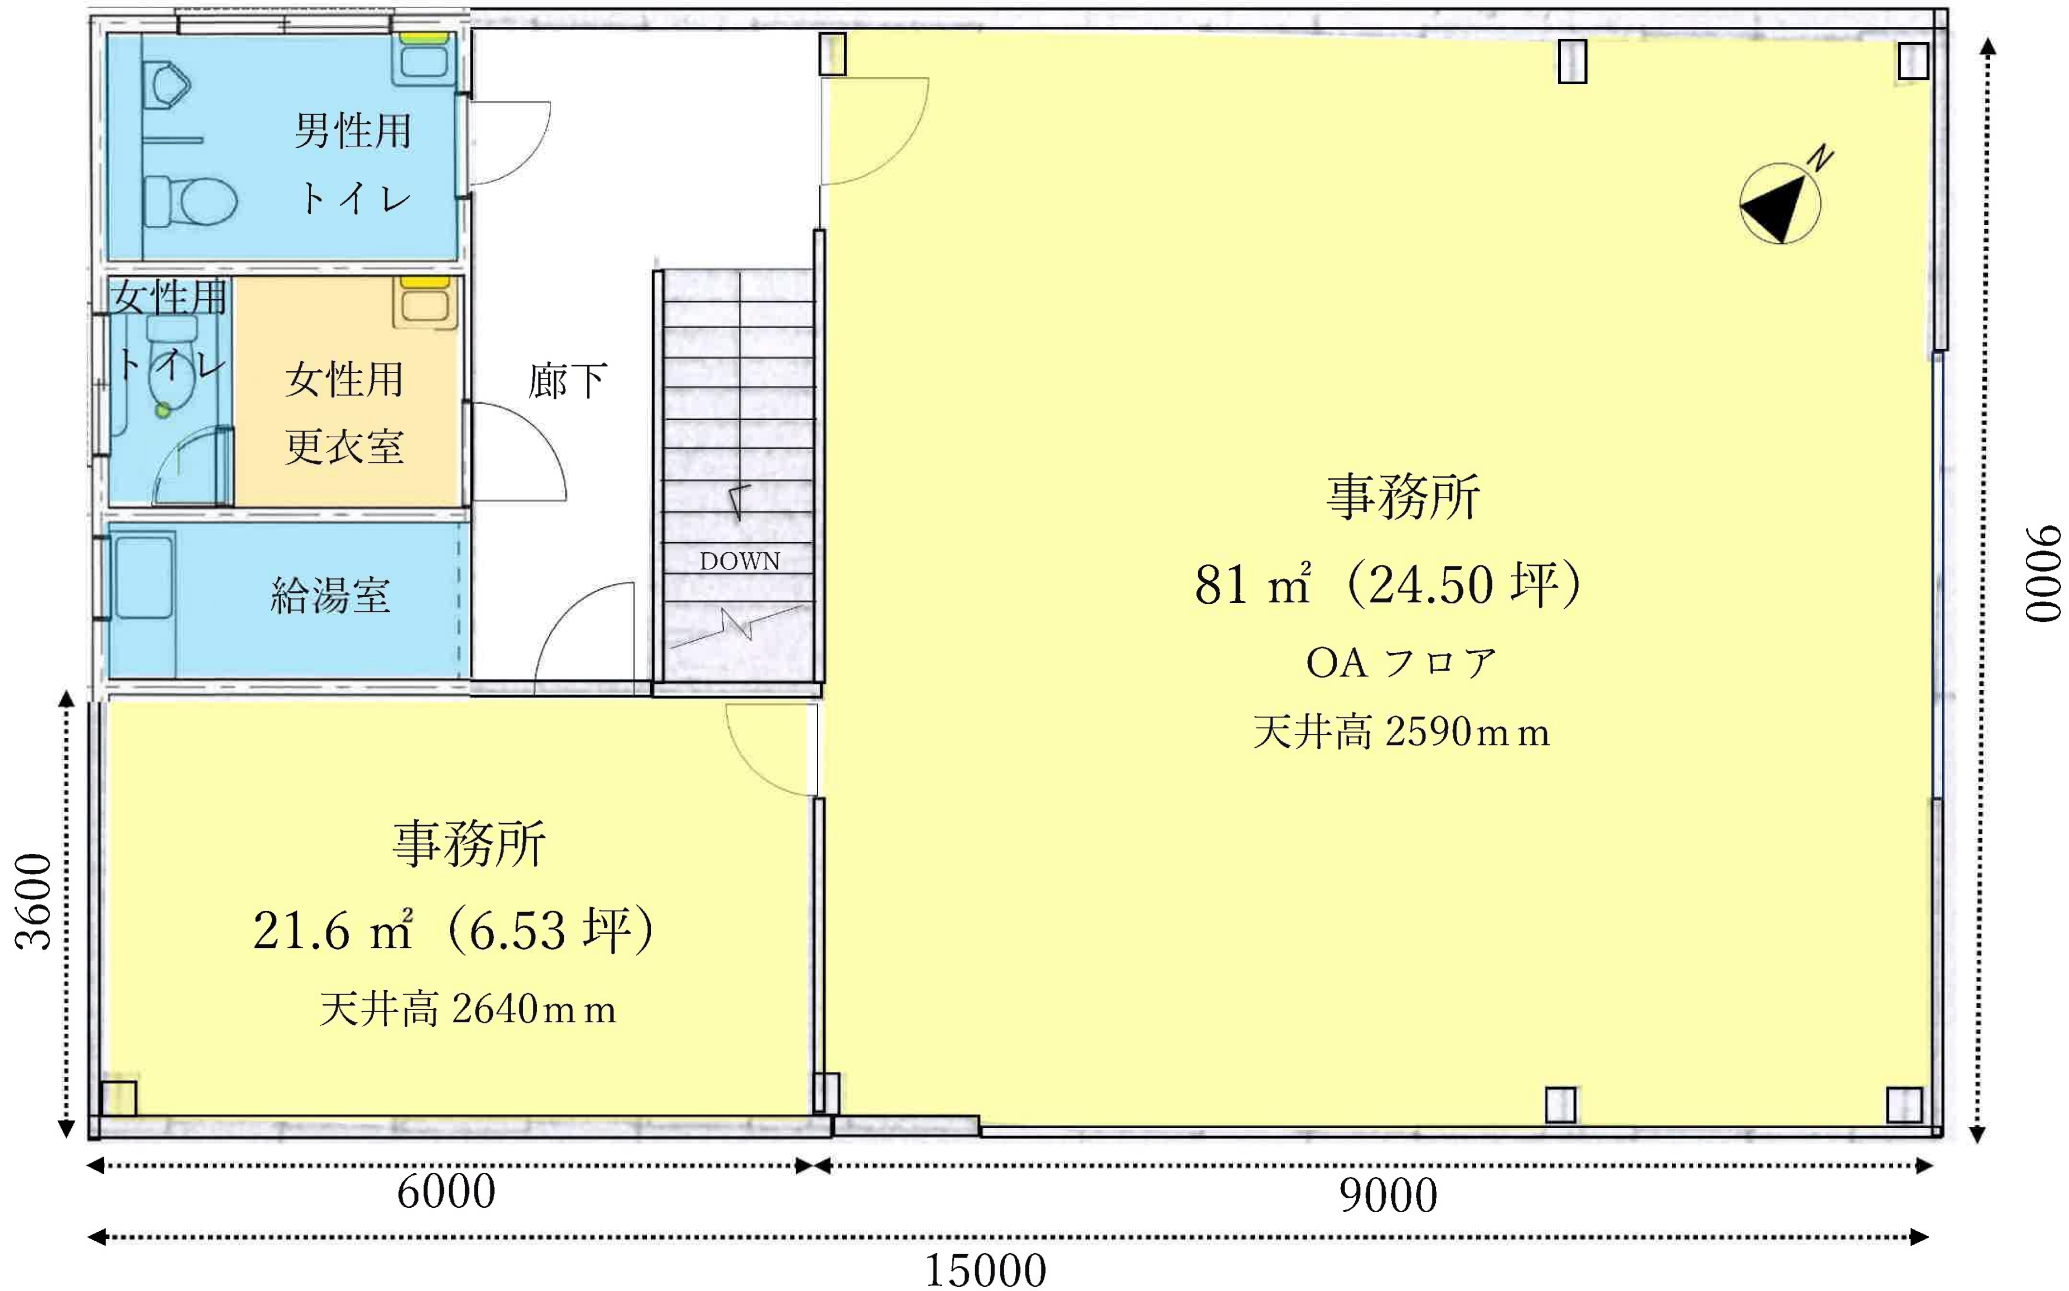 男性用
トイレ
女性用
トイレ
女性用
更衣室
廊下
DOWN
給湯室
N
事務所
81 ㎡（24.50 坪）
OA フロア
天井高 2590ｍｍ
9000
事務所
21.6 ㎡（6.53 坪）
天井高 2640ｍｍ
3600
6000
9000
15000